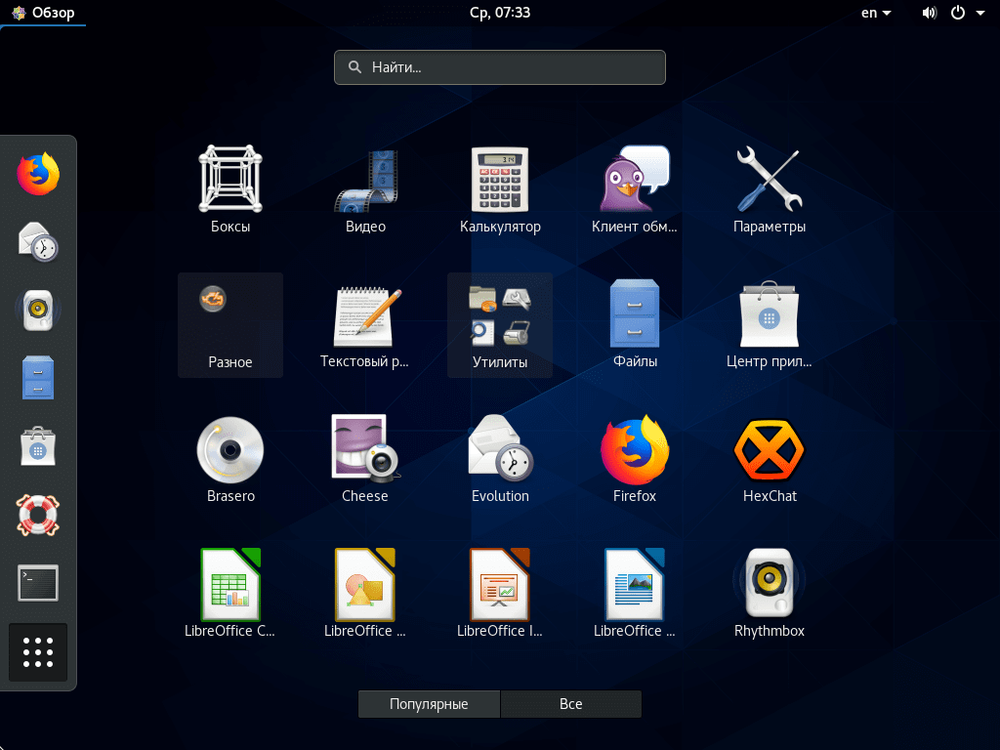 Обзор
Ср, 07:33
en
Найти...
Боксы
Видео
Калькулятор
Клиент обм...
Параметры
Разное
Текстовый р...
Утилиты
Файлы
Центр прил...
Brasero
Cheese
Evolution
Firefox
HexChat
LibreOffice C...
LibreOffice ...
LibreOffice I...
LibreOffice ...
Rhythmbox
Популярные
Все